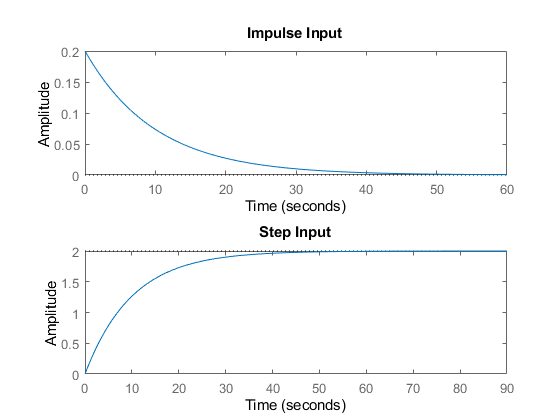 Impulse Input
0.2
0.15
0.1
0.05
0
Amplitude
0 10 20 30 40 50 60
Time (seconds)
Step Input
2
1.5
1
0.5
0
Amplitude
0 10 20 30 40 50 60 70 80 90
Time (seconds)